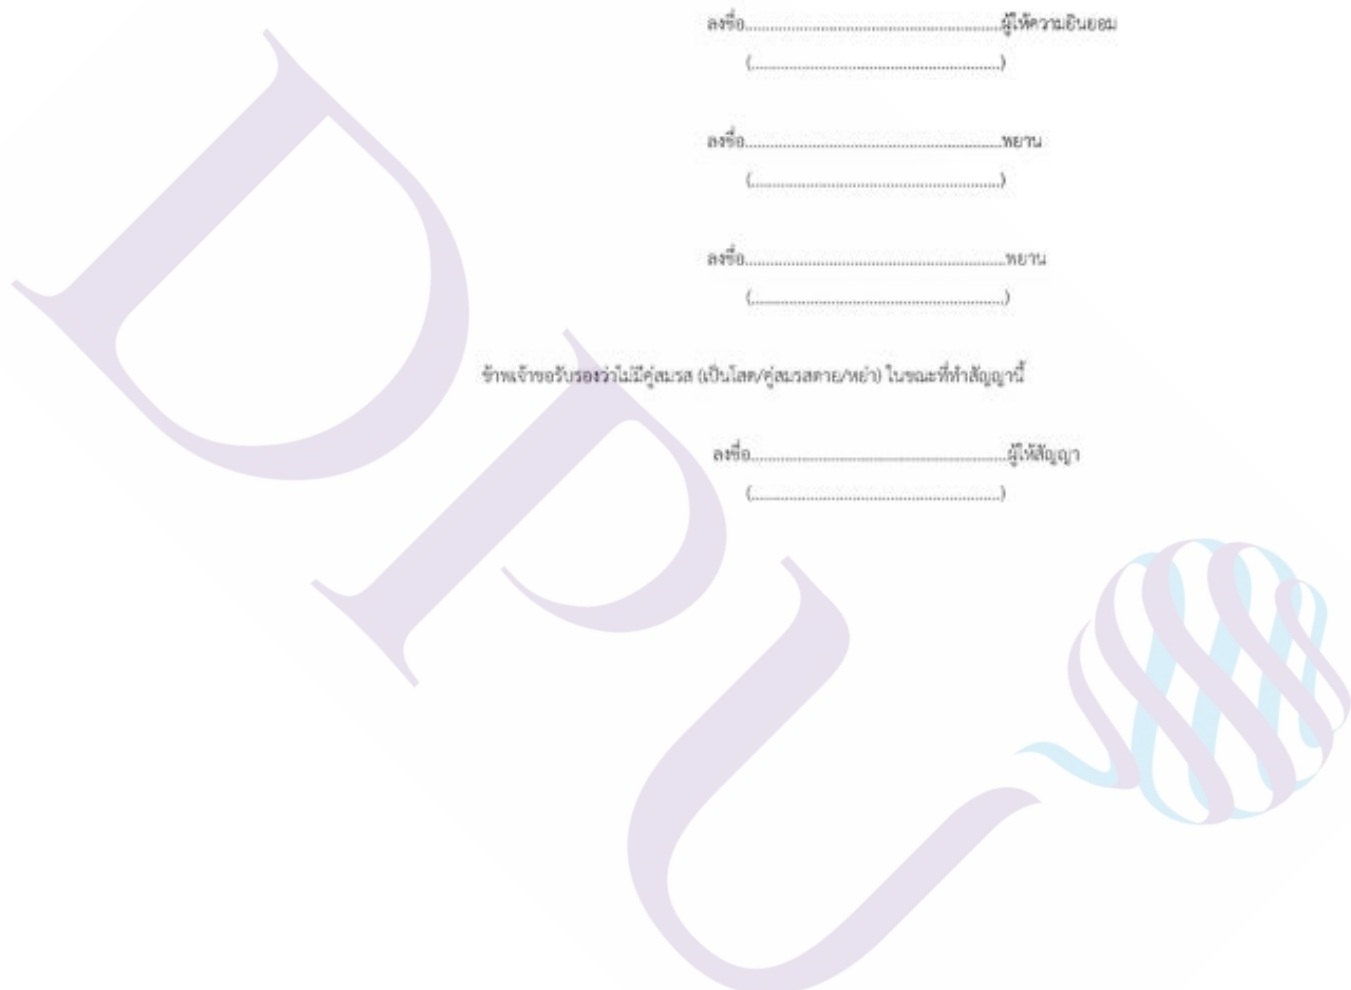 ลงชื่อ..........................................................ผู้ให้ความยินยอม
(.........................................................)
ลงชื่อ..........................................................พยาน
(.........................................................)
ลงชื่อ...........................................................พยาน
(..........................................................)
ข้าพเจ้าขอรับรองว่าไม่มีคู่สมรส (เป็นโสด/คู่สมรสตาย/หย่า) ในขณะที่ทำสัญญานี้
ลงชื่อ..........................................................ผู้ให้สัญญา
(.........................................................)
DPU